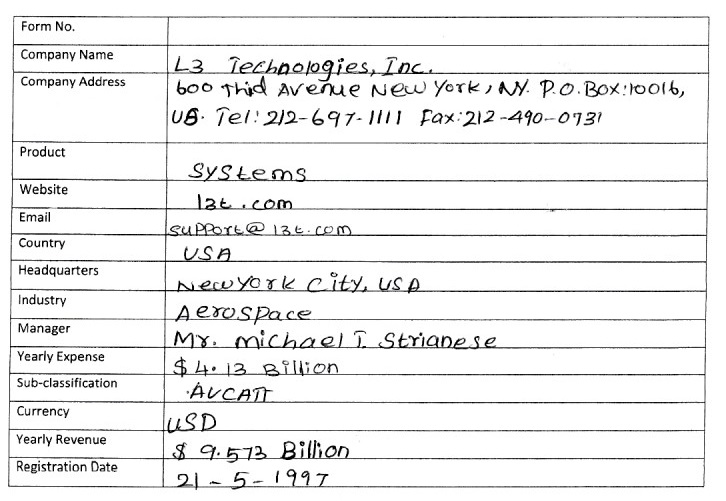 Form No.
Company Name L3 Technologies, Inc.
Company Address 600 Thid Avenue New York, NY. P.O.Box:10016,
US. Tel: 212-697-1111 Fax: 212-490-0731
Product Systems
Website l3t.com
Email support@l3t.com
Country USA
Headquarters New York City, USA
Industry Aerospace
Manager Mr. Michael T. Strianese
Yearly Expense $ 4.13 Billion
Sub-classification AVCATT
Currency USD
Yearly Revenue $ 9.573 Billion
Registration Date 21-5-1997